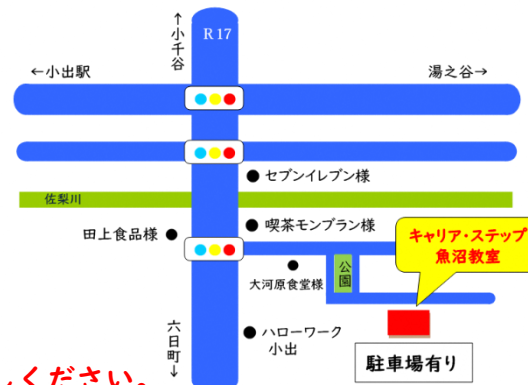 ↑小千谷
R17
←小出駅
湯之谷→
セブンイレブン様
佐梨川
喫茶モンブラン様
田上食品様
キャリア・ステップ
魚沼教室
公園
大河原食堂様
六日町→
ハローワーク
小出
駐車場有り
ください。